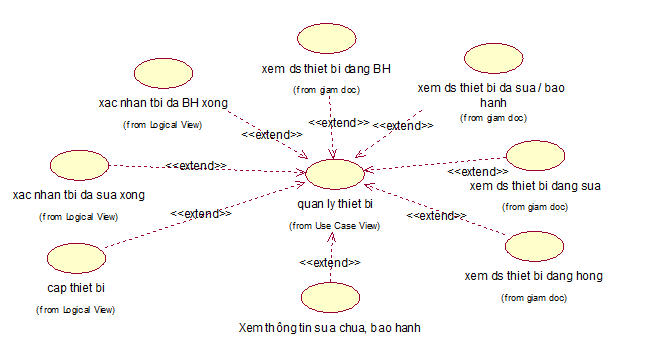 xem ds thiet bi dang BH
(from giam doc)
xem ds thiet bi da sua / bao
hanh
(from giam doc)
xac nhan tbi da BH xong
(from Logical View)
<<extend>>
<<extend>>
<<extend>>
xac nhan tbi da sua xong
(from Logical View)
<<extend>>
quan ly thiet bi
(from Use Case View)
<<extend>>
xem ds thiet bi dang sua
(from giam doc)
<<extend>>
<<extend>>
cap thiet bi
(from Logical View)
<<extend>>
xem ds thiet bi dang hong
(from giam doc)
Xem thông tin sua chua, bao hanh